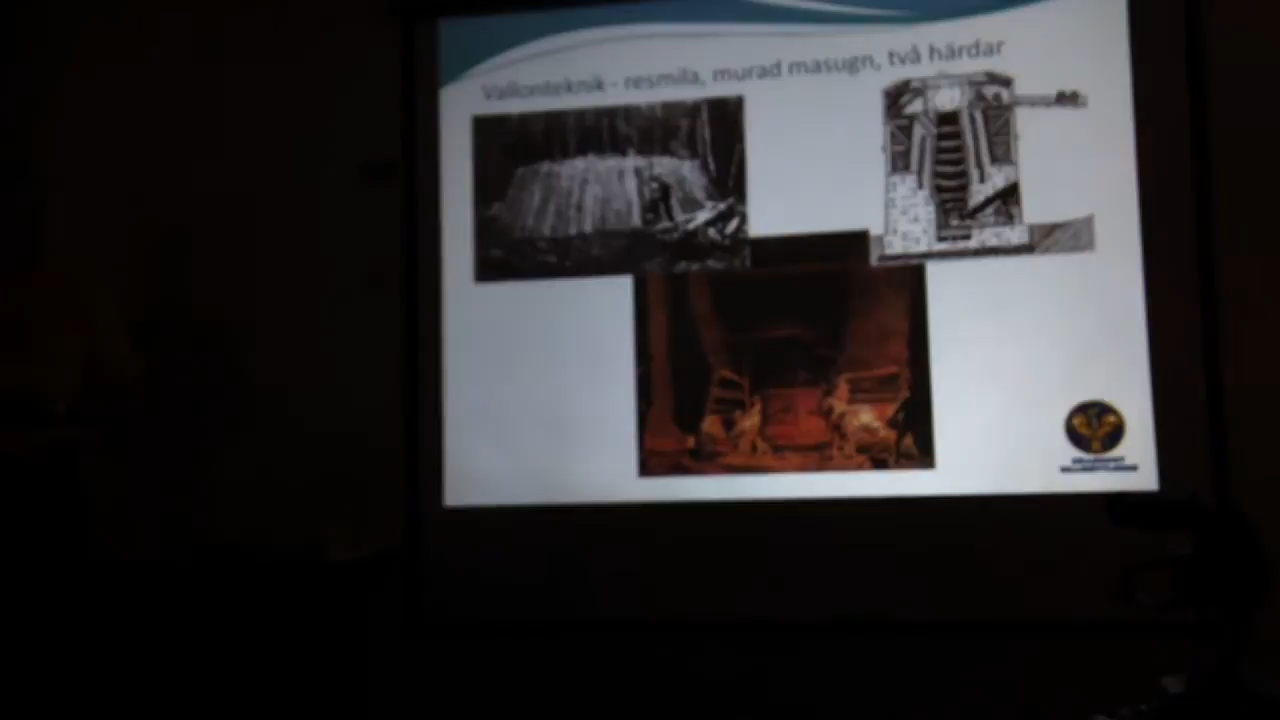 Vallonteknik - resmila, murad masugn, två härdar